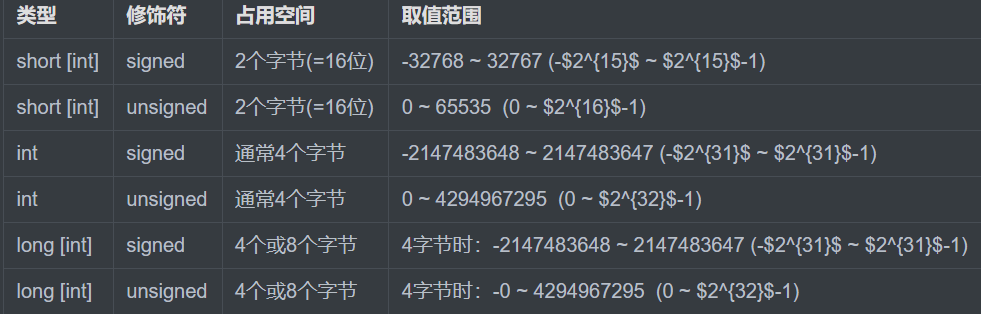 类型 修饰符 占用空间 取值范围
short [int] signed 2个字节(=16位) -32768 ~ 32767 (-$2^{15}$ ~ $2^{15}$-1)
short [int] unsigned 2个字节(=16位) 0 ~ 65535 (0 ~ $2^{16}$-1)
int signed 通常4个字节 -2147483648 ~ 2147483647 (-$2^{31}$ ~ $2^{31}$-1)
int unsigned 通常4个字节 0 ~ 4294967295 (0 ~ $2^{32}$-1)
long [int] signed 4个或8个字节 4字节时：-2147483648 ~ 2147483647 (-$2^{31}$ ~ $2^{31}$-1)
long [int] unsigned 4个或8个字节 4字节时：-0 ~ 4294967295 (0 ~ $2^{32}$-1)